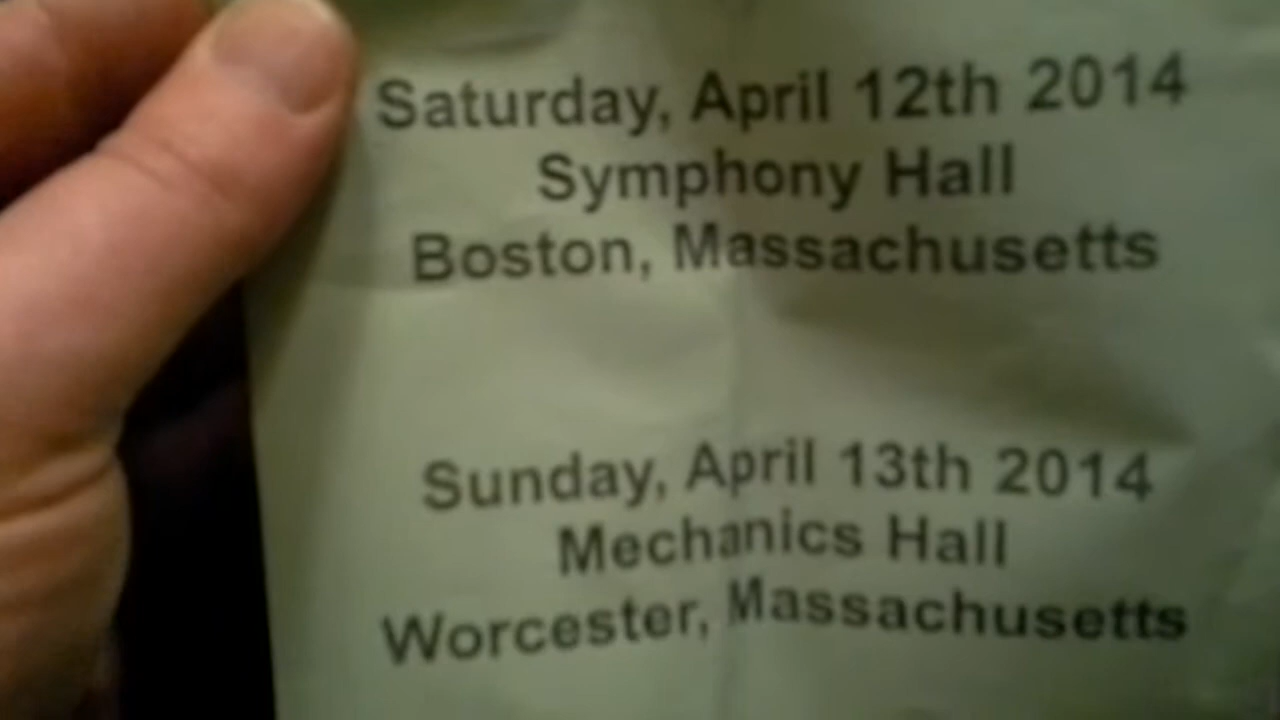 Saturday, April 12th 2014
Symphony Hall
Boston, Massachusetts
Sunday, April 13th 2014
Mechanics Hall
Worcester, Massachusetts